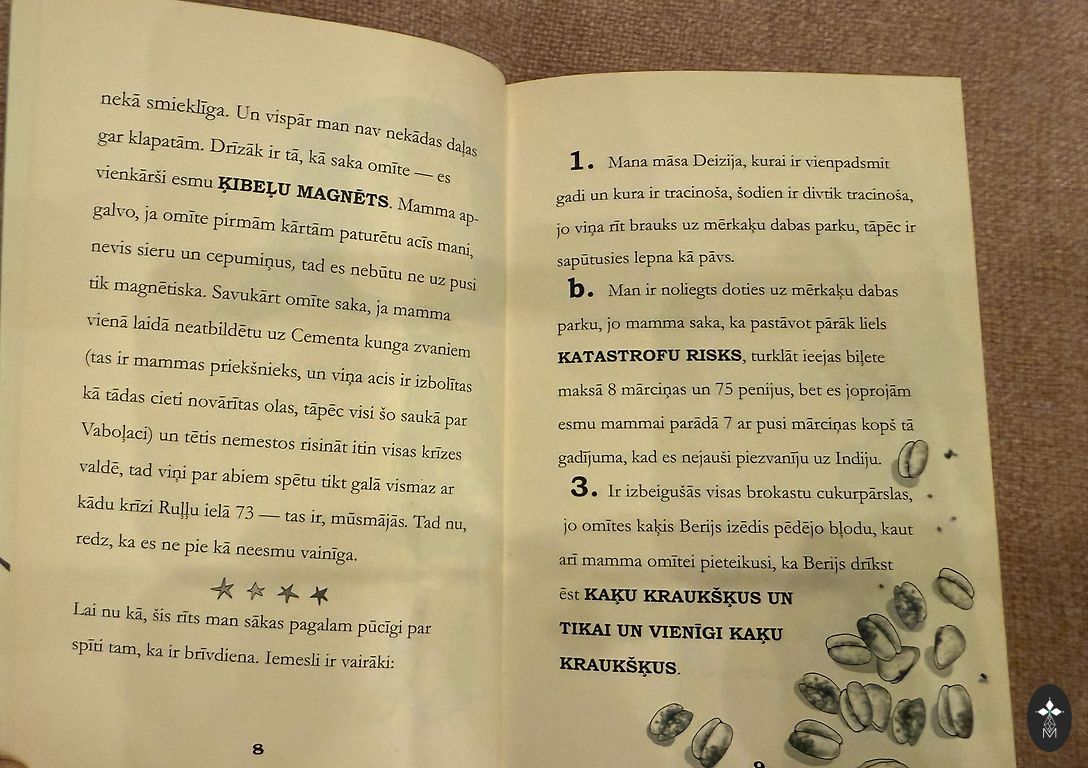 nekā smieklīga. Un vispār man nav nekādas daļas
gar klapatām. Drīzāk ir tā, kā saka omīte — es
vienkārši esmu ĶIBEĻU MAGNĒTS. Mamma ap-
galvo, ja omīte pirmām kārtām paturētu acīs mani,
nevis sieru un cepumiņus, tad es nebūtu ne uz pusi
tik magnētiska. Savukārt omīte saka, ja mamma
vienā laidā neatbildētu uz Cementa kunga zvaniem
(tas ir mammas priekšnieks, un viņa acis ir izbolītas
kā tādas cieti novārītas olas, tāpēc visi šo saukā par
Vaboļaci) un tētis nemestos risināt itin visas krīzes
valdē, tad viņi par abiem spētu tikt galā vismaz ar
kādu krīzi Ruļļu ielā 73 — tas ir, mūsmājās. Tad nu,
redz, ka es ne pie kā neesmu vainīga.
Lai nu kā, šis rīts man sākas pagalam pūcīgi par
spīti tam, ka ir brīvdiena. Iemesli ir vairāki:
8
1. Mana māsa Deizija, kurai ir vienpadsmit
gadi un kura ir tracinoša, šodien ir divtik tracinoša,
jo viņa rīt brauks uz mērkaķu dabas parku, tāpēc ir
sapūtusies lepna kā pāvs.
b. Man ir noliegts doties uz mērkaķu dabas
parku, jo mamma saka, ka pastāvot pārāk liels
KATASTROFU RISKS, turklāt ieejas biļete
maksā 8 mārciņas un 75 penijus, bet es joprojām
esmu mammai parādā 7 ar pusi mārciņas kopš tā
gadījuma, kad es nejauši piezvanīju uz Indiju.
3. Ir izbeigušās visas brokastu cukurpārslas,
jo omītes kaķis Berijs izēdis pēdējo bļodu, kaut
arī mamma omītei pieteikusi, ka Berijs drīkst
ēst KAĶU KRAUKŠĶUS UN
TIKAI UN VIENĪGI KAĶU
KRAUKŠĶUS.
9
M